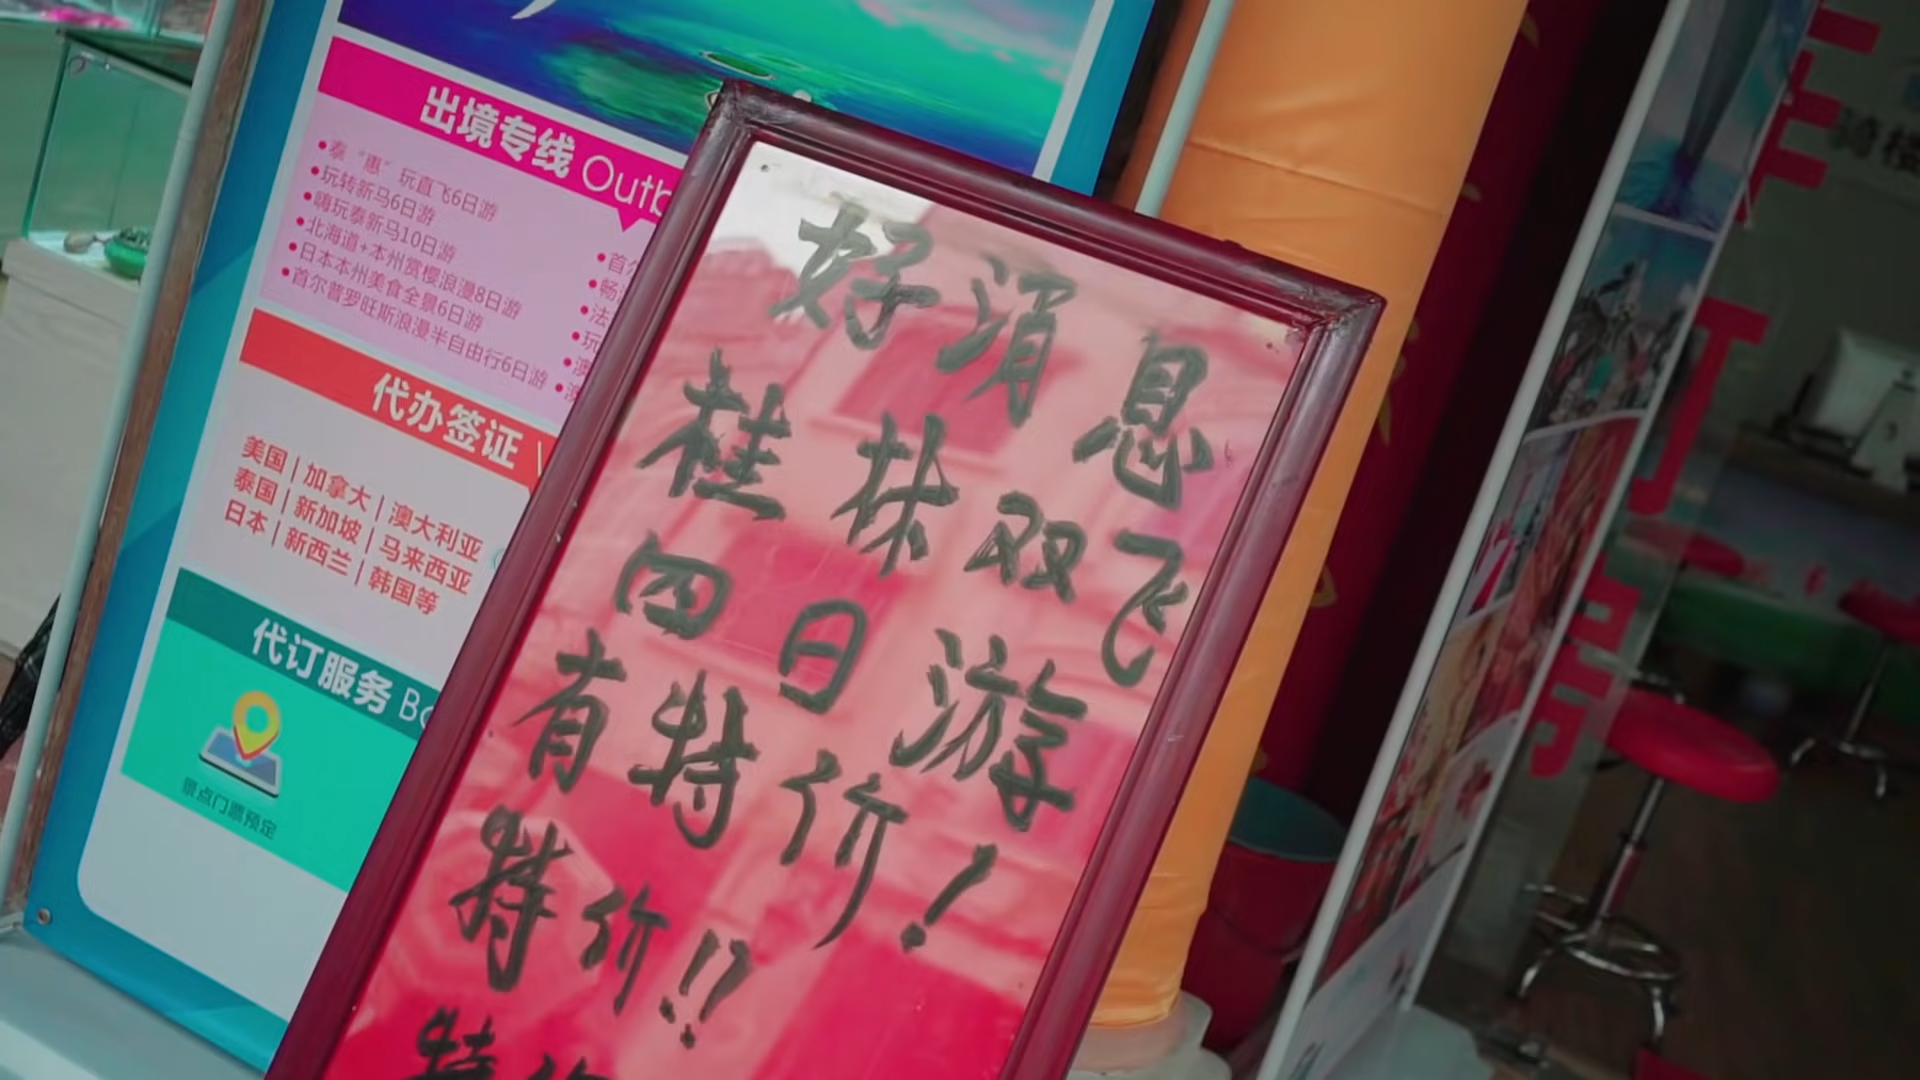 出境专线 Outb
泰“惠”玩直飞6日游
玩转新马6日游
嗨玩泰新马10日游
北海道+本州赏樱浪漫8日游
日本本州美食全景6日游
首尔普罗旺斯浪漫半自由行6日游
代办签证
美国|加拿大|澳大利亚
泰国|新加坡|马来西亚
日本|新西兰|韩国等
代订服务
景点门票预定
好消息
桂林双飞
四日游
有特价！
特价!!
特价